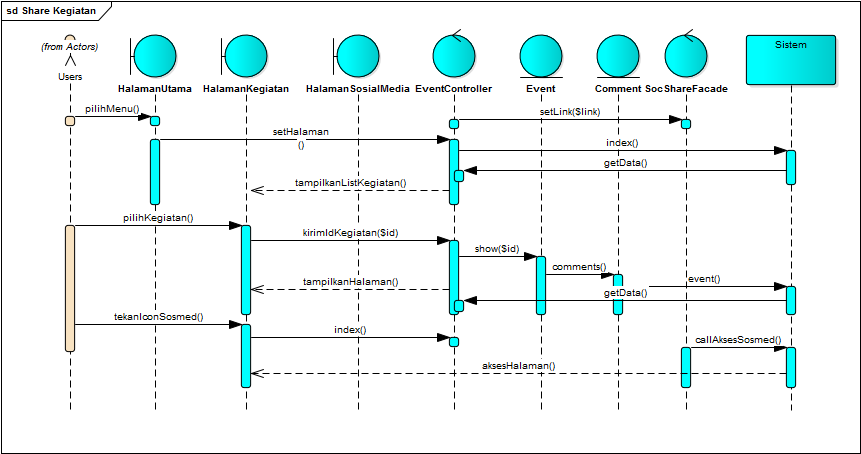 sd Share Kegiatan
(from Actors)
Users
HalamanUtama
HalamanKegiatan
HalamanSosialMedia
EventController
Event
Comment
SocShareFacade
Sistem
pilihMenu()
setLink($link)
setHalaman
()
index()
getData()
tampilkanListKegiatan()
pilihKegiatan()
kirimIdKegiatan($id)
show($id)
comments()
event()
tampilkanHalaman()
getData()
tekanIconSosmed()
index()
callAksesSosmed()
aksesHalaman()